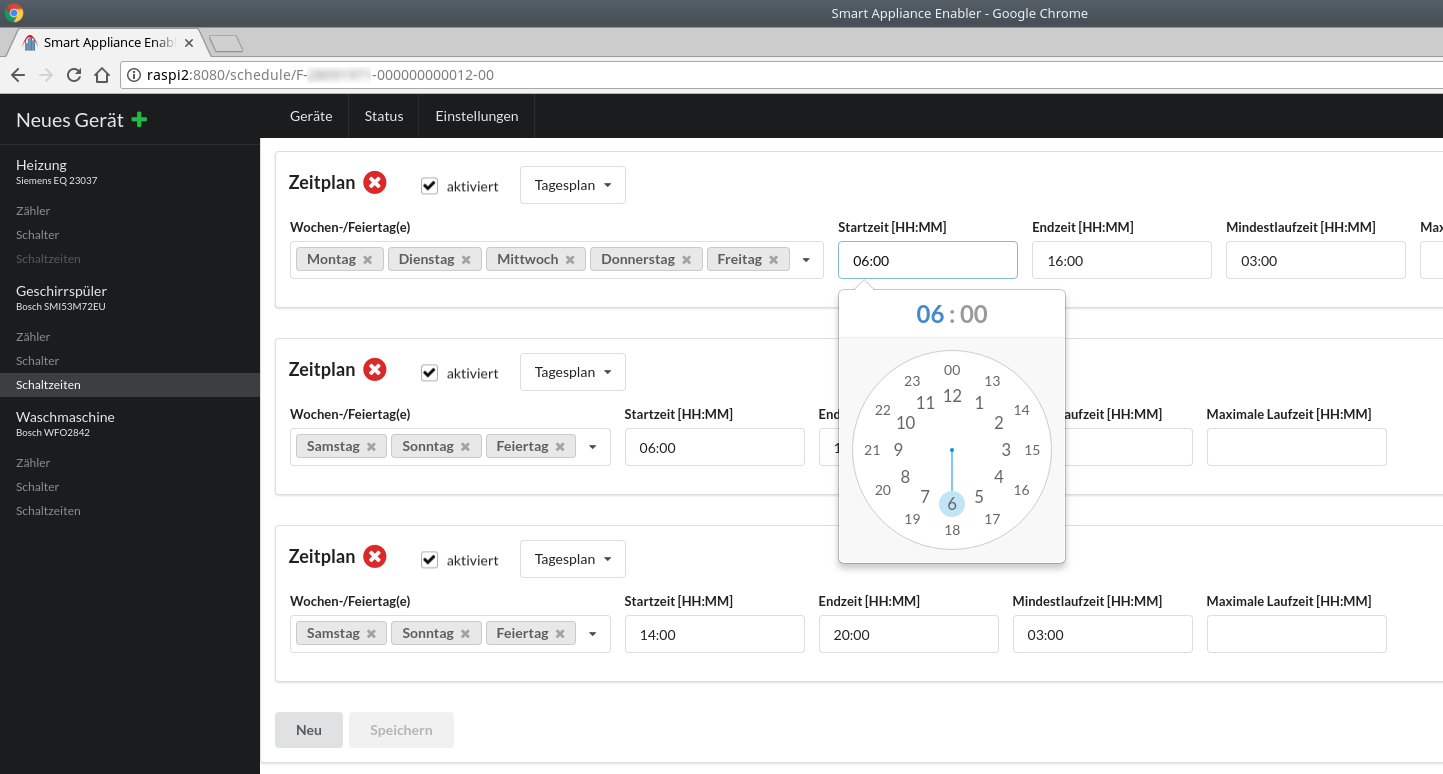 Smart Appliance Enabler - Google Chrome
Smart Appliance Enabl
raspi2:8080/schedule/F- -000000000012-00
Neues Gerät
Geräte Status Einstellungen
Heizung
Siemens EQ 23037
Zähler
Schalter
Schaltzeiten
Geschirrspüler
Bosch SMI53M72EU
Zähler
Schalter
Schaltzeiten
Waschmaschine
Bosch WFO2842
Zähler
Schalter
Schaltzeiten
Zeitplan aktiviert Tagesplan
Wochen-/Feiertag(e) Startzeit [HH:MM] Endzeit [HH:MM] Mindestlaufzeit [HH:MM] Max
Montag Dienstag Mittwoch Donnerstag Freitag 06:00 16:00 03:00
06 : 00
00
23 13
12
11 1
22 14
10 2
21 9 3 15
8 4
20 16
7 5
6
19 17
18
Zeitplan aktiviert Tagesplan
Wochen-/Feiertag(e) Startzeit [HH:MM] End aufzeit [HH:MM] Maximale Laufzeit [HH:MM]
Samstag Sonntag Feiertag 06:00 1
Zeitplan aktiviert Tagesplan
Wochen-/Feiertag(e) Startzeit [HH:MM] Endzeit [HH:MM] Mindestlaufzeit [HH:MM] Maximale Laufzeit [HH:MM]
Samstag Sonntag Feiertag 14:00 20:00 03:00
Neu Speichern